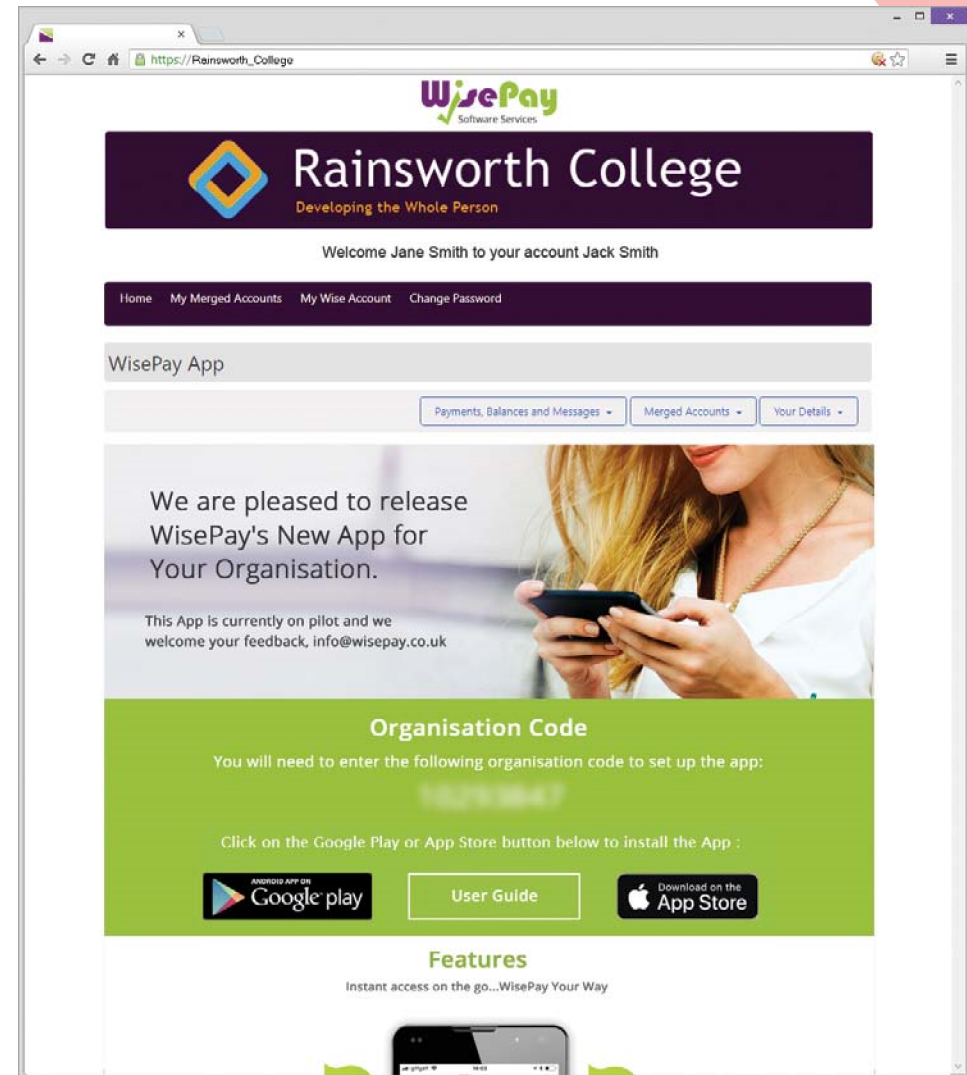 https://Rainsworth_College
WisePay
Software Services
Rainsworth College
Developing the Whole Person
Welcome Jane Smith to your account Jack Smith
Home My Merged Accounts My Wise Account Change Password
WisePay App
Payments, Balances and Messages Merged Accounts Your Details
We are pleased to release
WisePay's New App for
Your Organisation.
This App is currently on pilot and we
welcome your feedback, info@wisepay.co.uk
Organisation Code
You will need to enter the following organisation code to set up the app:
Click on the Google Play or App Store button below to install the App :
ANDROID APP ON
Google play
User Guide
Download on the
App Store
Features
Instant access on the go...WisePay Your Way